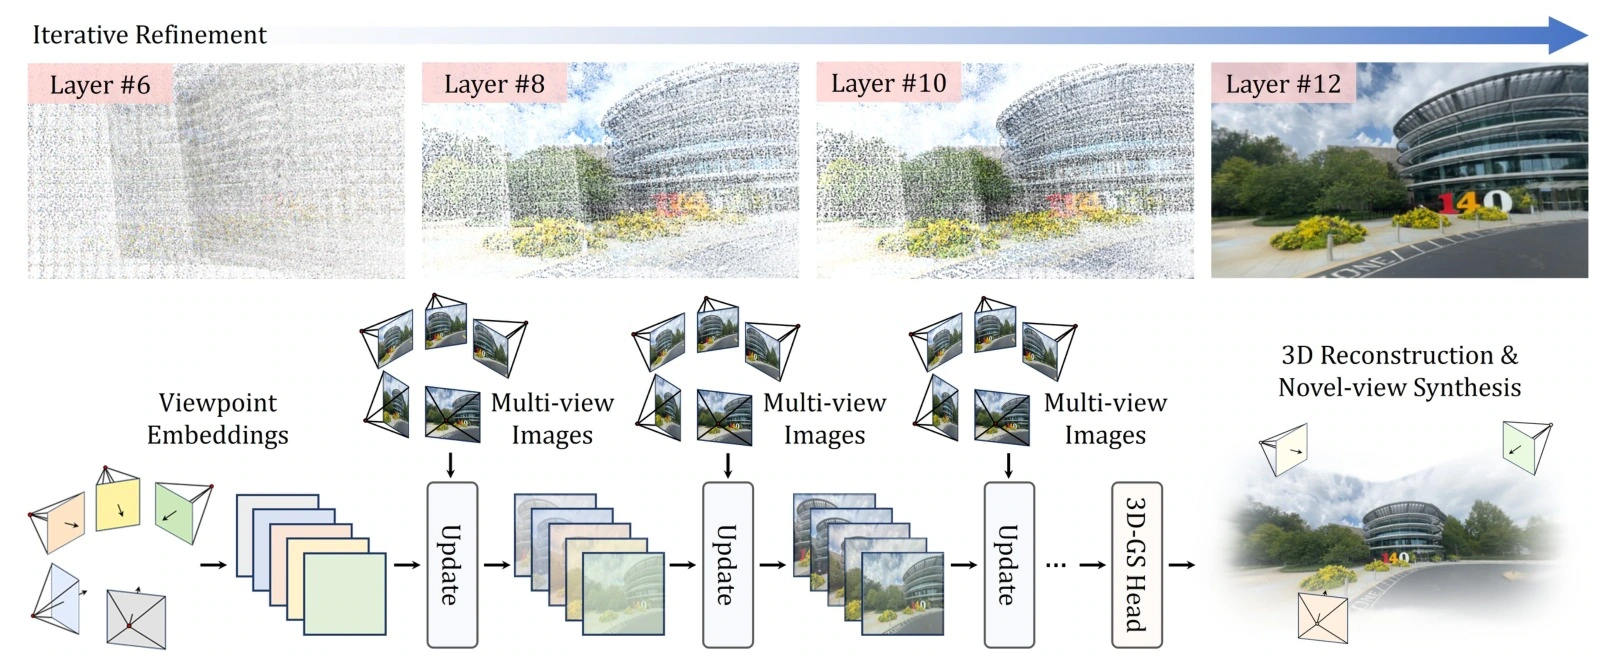 Iterative Refinement
Layer #6
Layer #8
Layer #10
Layer #12
140
Viewpoint
Embeddings
Multi-view
Images
Multi-view
Images
Multi-view
Images
3D Reconstruction &
Novel-view Synthesis
Update
Update
Update
...
3D-GS Head
140